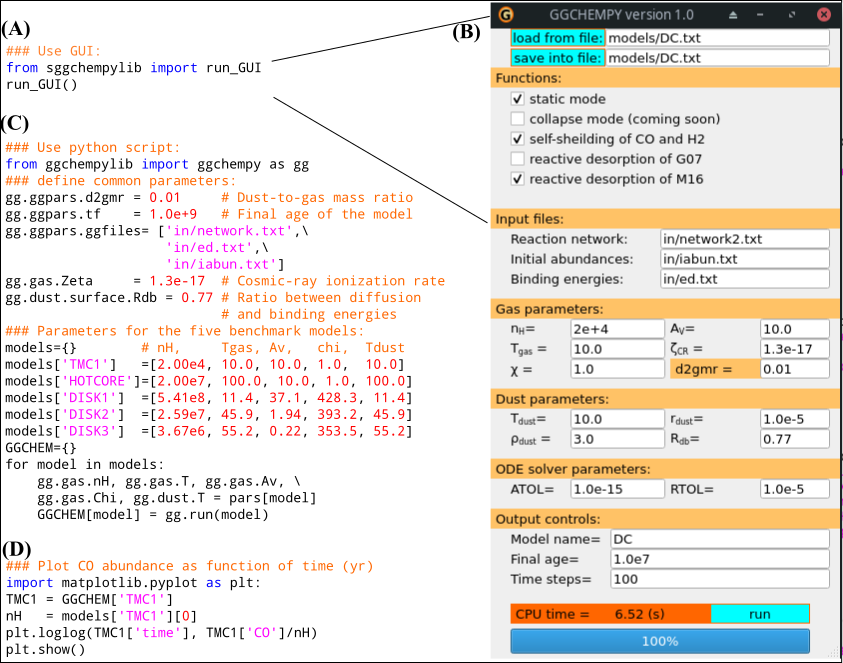 (A)
### Use GUI:
from sggchempylib import run_GUI
run_GUI()
(C)
### Use python script:
from ggchempylib import ggchempy as gg
### define common parameters:
gg.ggpars.d2gmr = 0.01     # Dust-to-gas mass ratio
gg.ggpars.tf    = 1.0e+9   # Final age of the model
gg.ggpars.ggfiles= ['in/network.txt',\
                    'in/ed.txt',\
                    'in/iabun.txt']
gg.gas.Zeta     = 1.3e-17  # Cosmic-ray ionization rate
gg.dust.surface.Rdb = 0.77 # Ratio between diffusion
                           # and binding energies
### Parameters for the five benchmark models:
models={}        # nH,     Tgas, Av,   chi,  Tdust
models['TMC1']   =[2.00e4, 10.0, 10.0, 1.0,  10.0]
models['HOTCORE']=[2.00e7, 100.0, 10.0, 1.0, 100.0]
models['DISK1']  =[5.41e8, 11.4, 37.1, 428.3, 11.4]
models['DISK2']  =[2.59e7, 45.9, 1.94, 393.2, 45.9]
models['DISK3']  =[3.67e6, 55.2, 0.22, 353.5, 55.2]
GGCHEM={}
for model in models:
    gg.gas.nH, gg.gas.T, gg.gas.Av, \
    gg.gas.Chi, gg.dust.T = pars[model]
    GGCHEM[model] = gg.run(model)
(D)
### Plot CO abundance as function of time (yr)
import matplotlib.pyplot as plt:
TMC1 = GGCHEM['TMC1']
nH   = models['TMC1'][0]
plt.loglog(TMC1['time'], TMC1['CO']/nH)
plt.show()
(B)
GGCHEMPY version 1.0
load from file: models/DC.txt
save into file: models/DC.txt
Functions:
static mode
collapse mode (coming soon)
self-sheilding of CO and H2
reactive desorption of G07
reactive desorption of M16
Input files:
Reaction network: in/network2.txt
Initial abundances: in/iabun.txt
Binding energies: in/ed.txt
Gas parameters:
nH= 2e+4 AV= 10.0
Tgas = 10.0 ζCR = 1.3e-17
χ = 1.0 d2gmr = 0.01
Dust parameters:
Tdust= 10.0 rdust= 1.0e-5
ρdust = 3.0 Rdb= 0.77
ODE solver parameters:
ATOL= 1.0e-15 RTOL= 1.0e-5
Output controls:
Model name= DC
Final age= 1.0e7
Time steps= 100
CPU time = 6.52 (s) run
100%